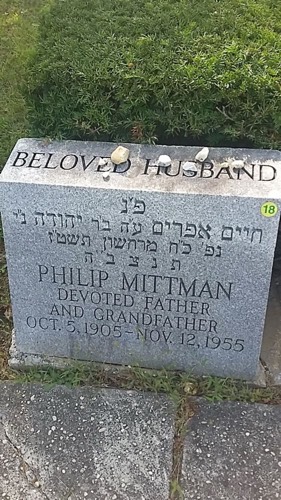 BELOVED HUSBAND
פ״נ
חיים אפרים ע״ה בר יהודה נ״י
נפ׳ כ״ח מרחשון תשט״ז
ת נ צ ב ה
PHILIP MITTMAN
DEVOTED FATHER
AND GRANDFATHER
OCT. 5, 1905 - NOV. 12, 1955
18